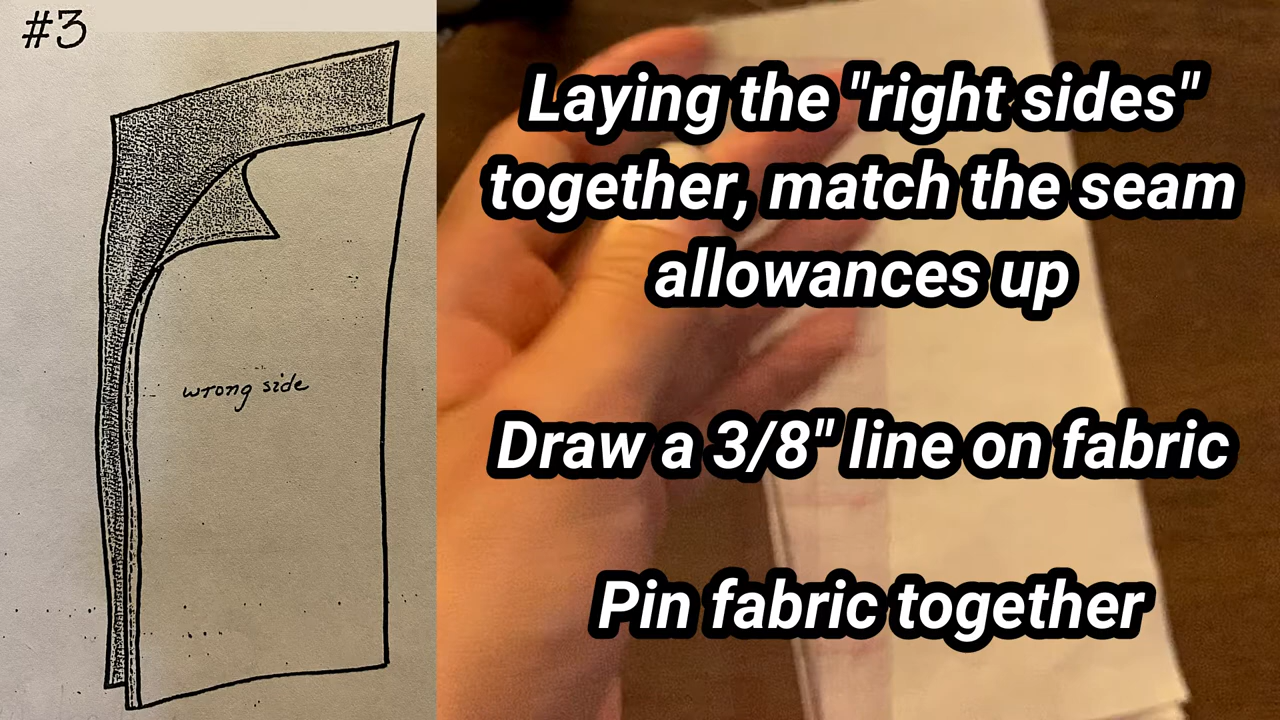 #3
wrong side
Laying the "right sides"
together, match the seam
allowances up
Draw a 3/8" line on fabric
Pin fabric together